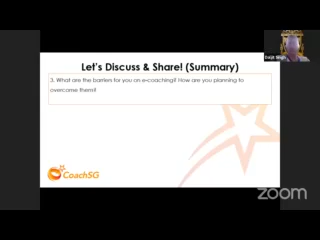 Let's Discuss & Share! (Summary)
3. What are the barriers for you on e-coaching? How are you planning to
overcome them?
CoachSG
zoom